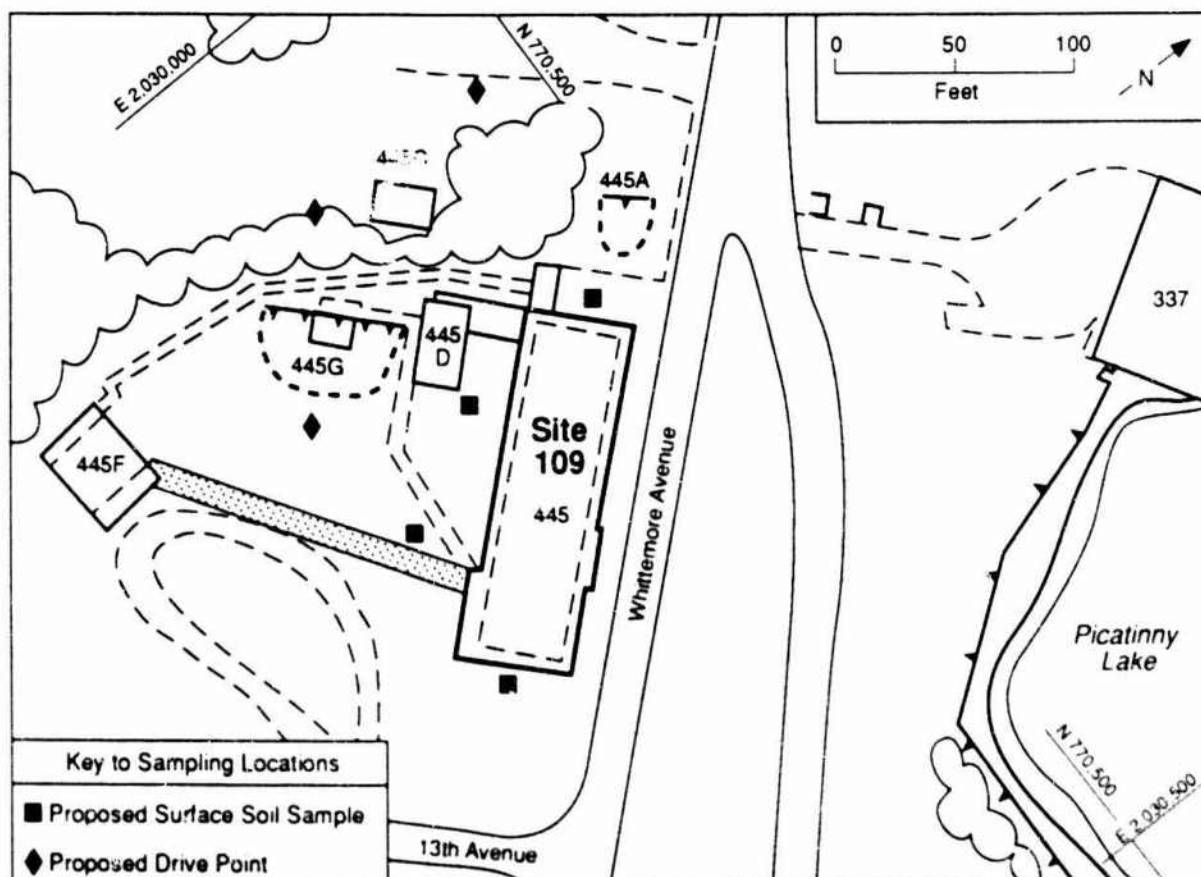 E 2.030.000
N 770.500
0 50 100
Feet
N
445A
337
445
D
445G
Site
109
445
445F
Whittemore Avenue
Picatinny
Lake
N 770.500
E 2.030.500
13th Avenue
Key to Sampling Locations
Proposed Surface Soil Sample
Proposed Drive Point